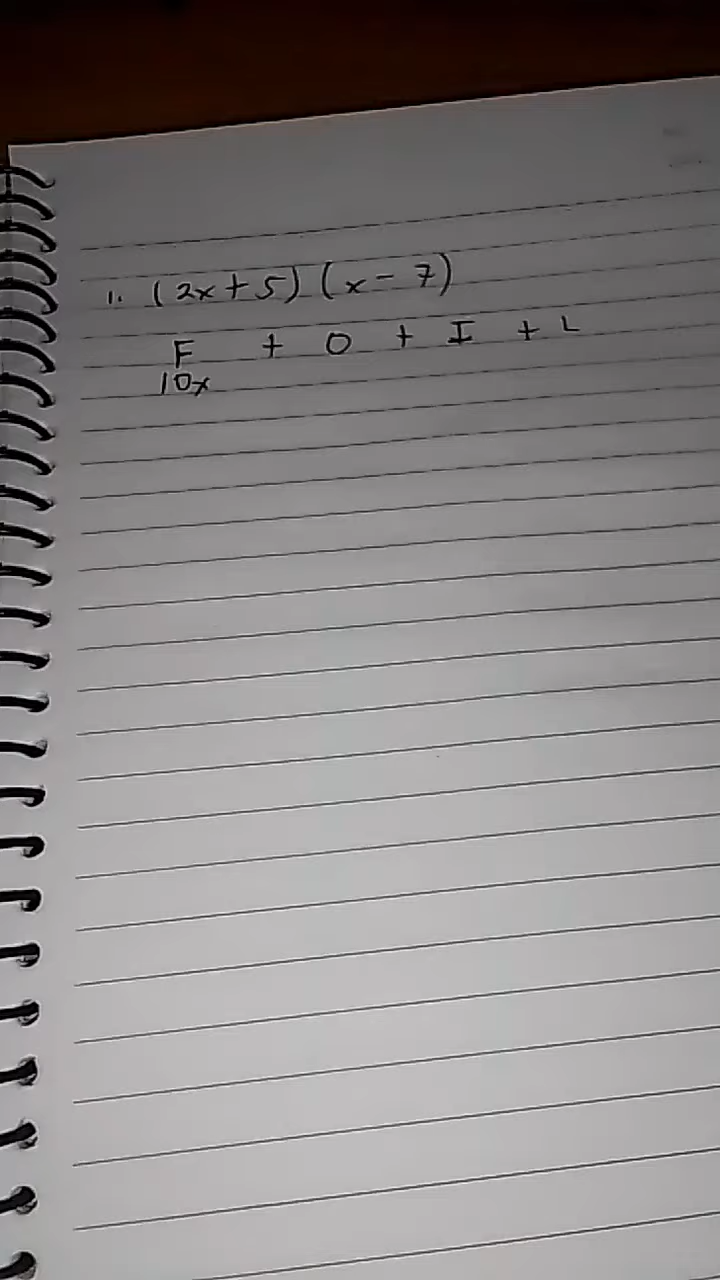 1. (2x + 5) (x - 7)
F + O + I + L
10x